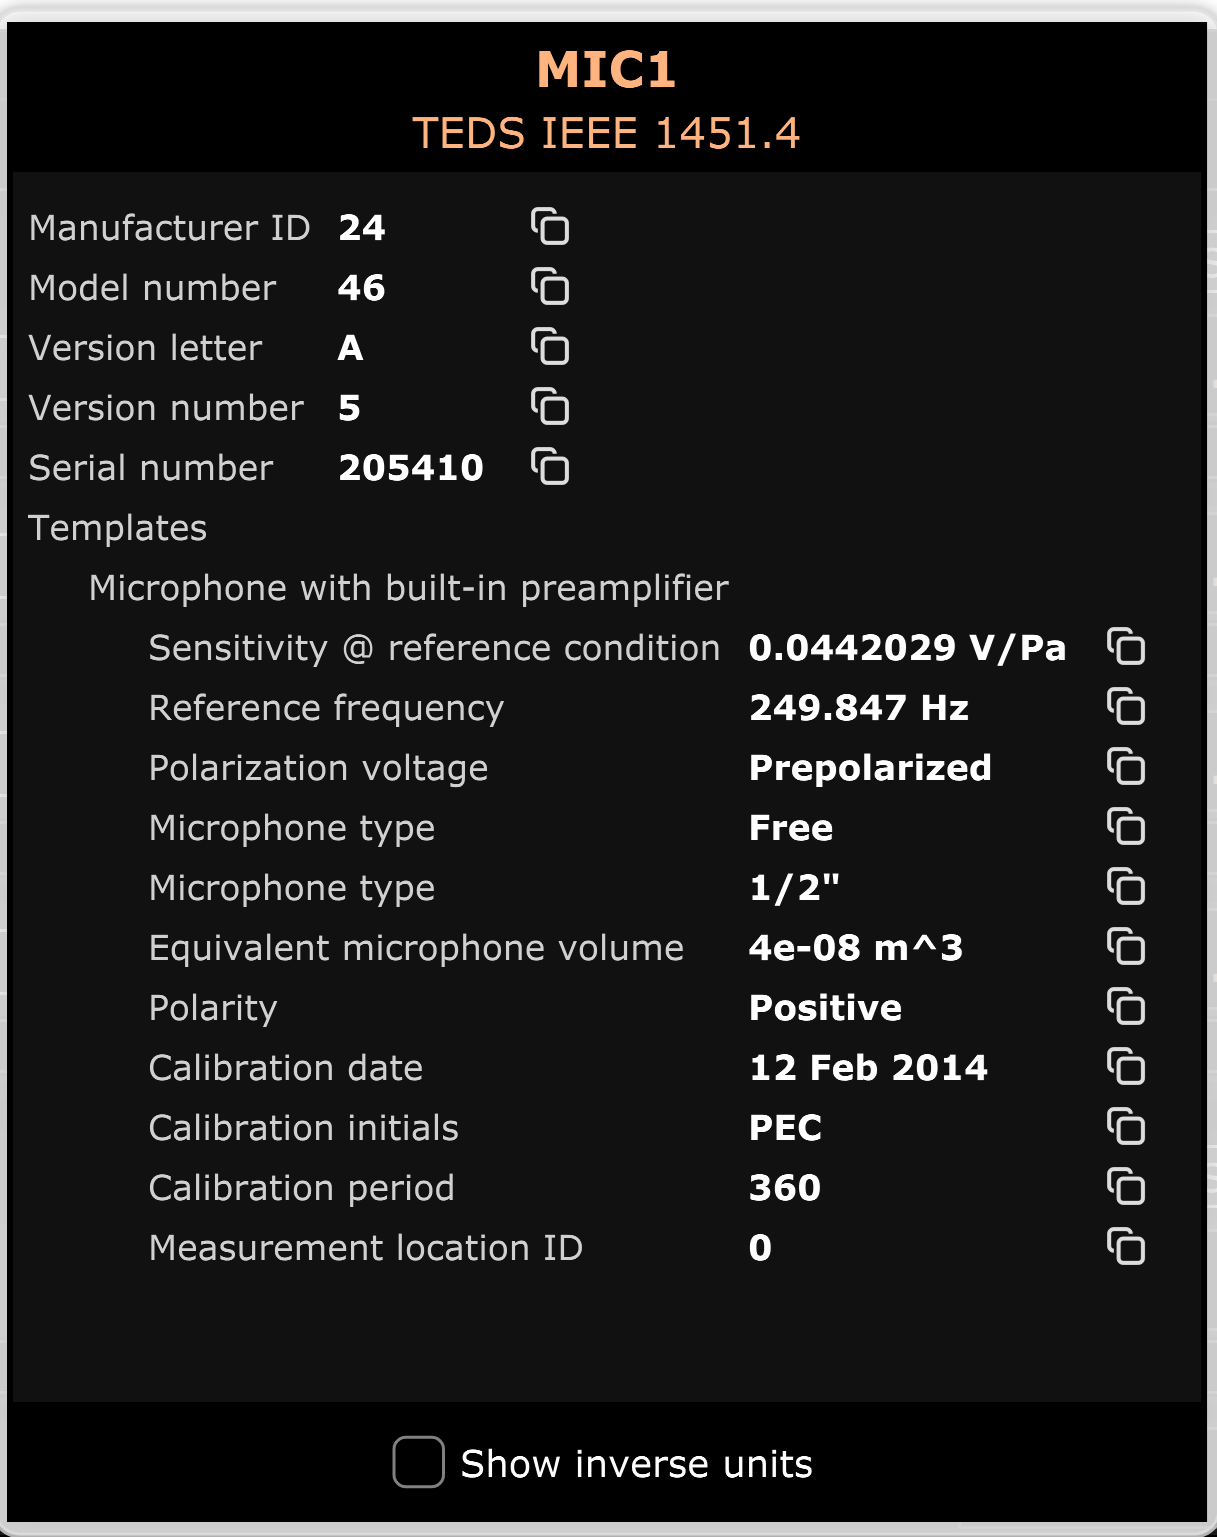 MIC1
TEDS IEEE 1451.4
Manufacturer ID 24
Model number 46
Version letter A
Version number 5
Serial number 205410
Templates
Microphone with built-in preamplifier
Sensitivity @ reference condition 0.0442029 V/Pa
Reference frequency 249.847 Hz
Polarization voltage Prepolarized
Microphone type Free
Microphone type 1/2"
Equivalent microphone volume 4e-08 m^3
Polarity Positive
Calibration date 12 Feb 2014
Calibration initials PEC
Calibration period 360
Measurement location ID 0
Show inverse units